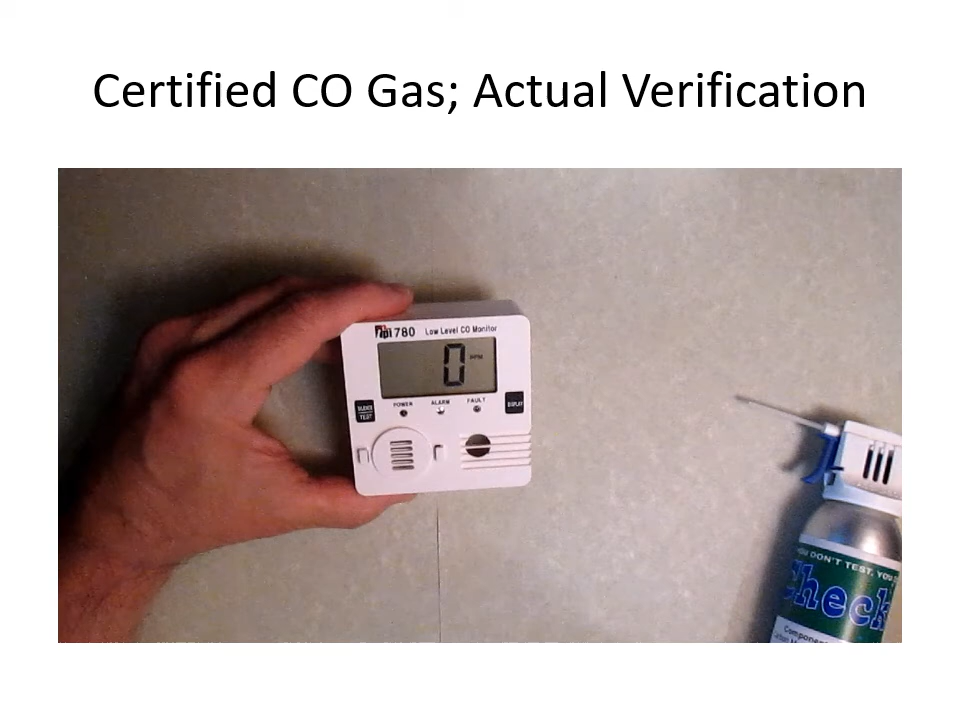 Certified CO Gas; Actual Verification
tpi 780 Low Level CO Monitor
0 PPM
POWER ALARM FAULT
TEST
DISPLAY
DON'T TEST, YOU
Check